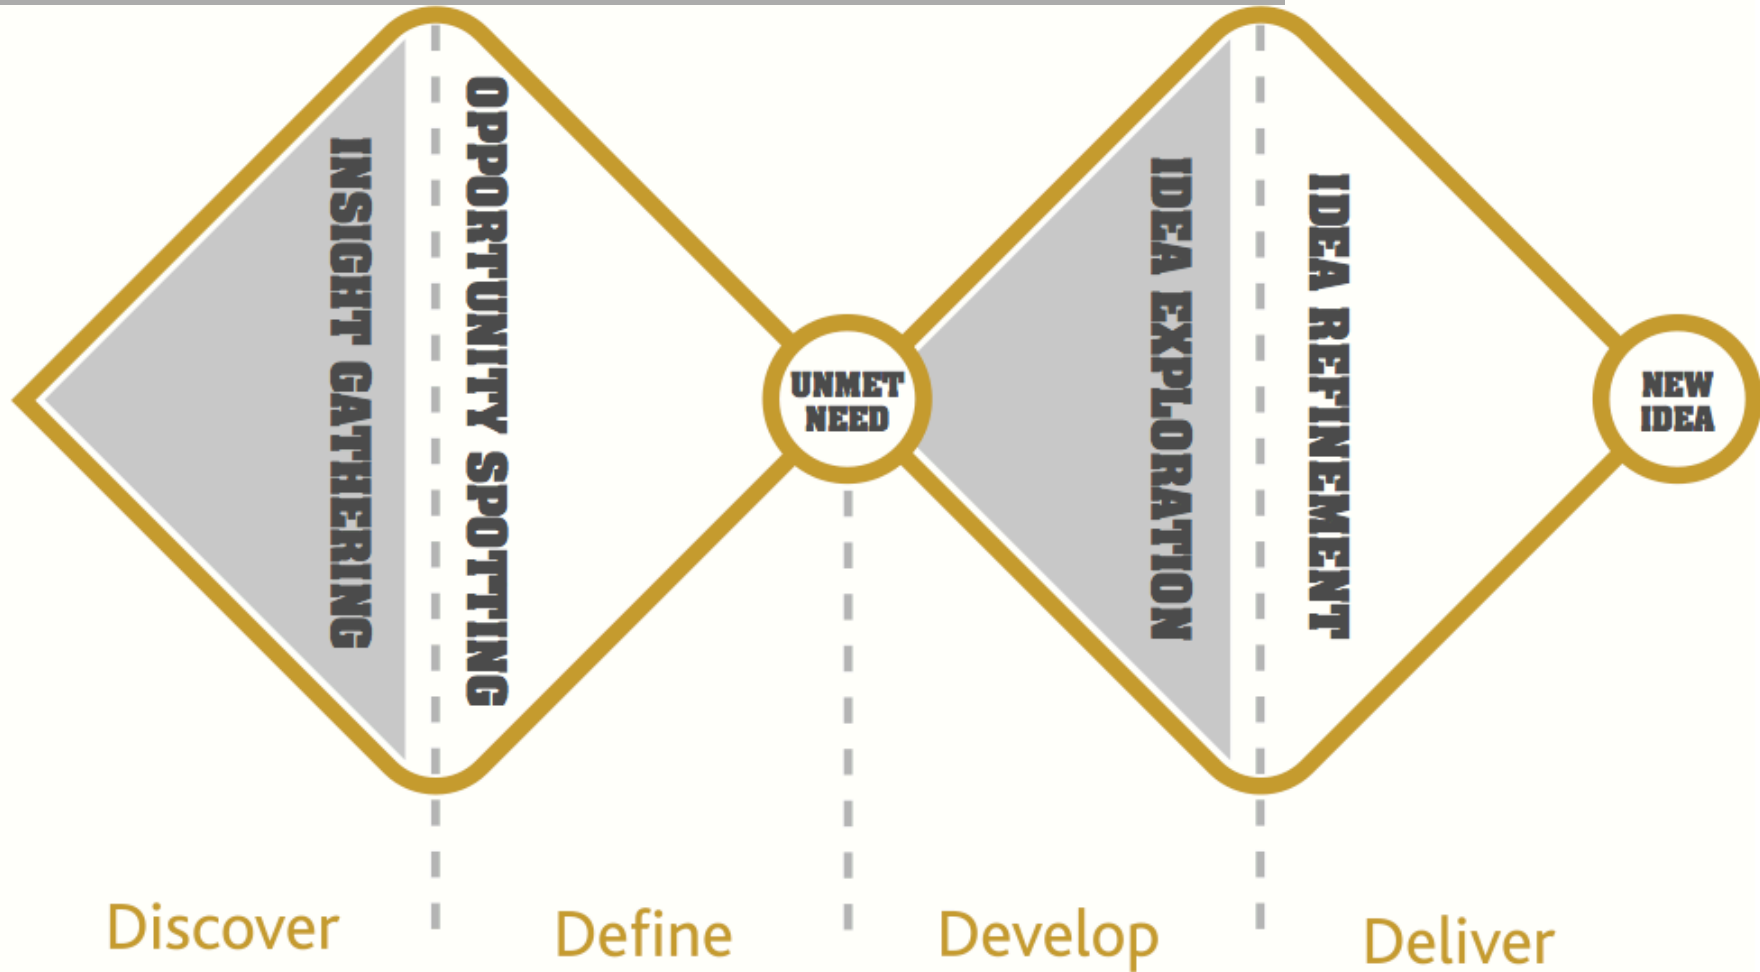 INSIGHT GATHERING
OPPORTUNITY SPOTTING
UNMET
NEED
IDEA EXPLORATION
IDEA REFINEMENT
NEW
IDEA
Discover
Define
Develop
Deliver